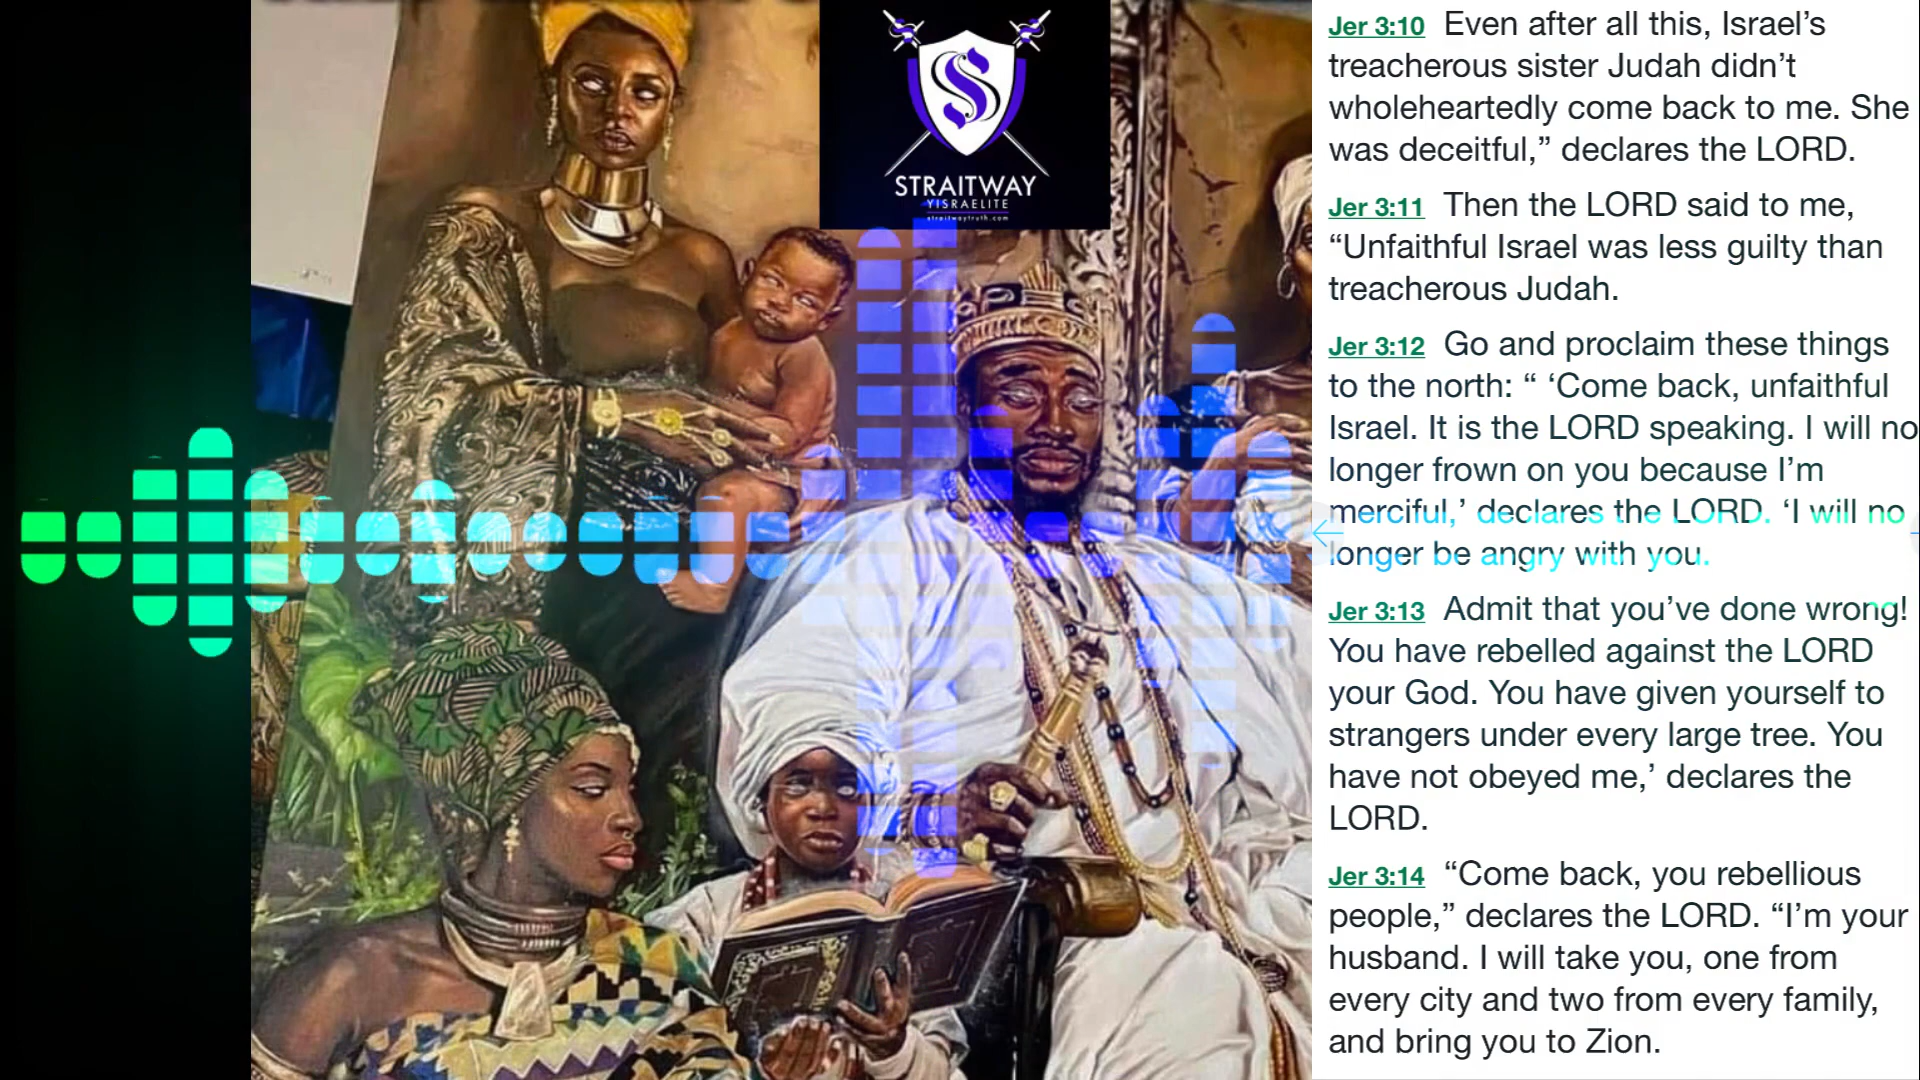 STRAITWAY
YISRAELITE
straitwaytruth.com
Jer 3:10 Even after all this, Israel’s
treacherous sister Judah didn’t
wholeheartedly come back to me. She
was deceitful,” declares the LORD.
Jer 3:11 Then the LORD said to me,
“Unfaithful Israel was less guilty than
treacherous Judah.
Jer 3:12 Go and proclaim these things
to the north: “ ‘Come back, unfaithful
Israel. It is the LORD speaking. I will no
longer frown on you because I’m
merciful,’ declares the LORD. ‘I will no
longer be angry with you.
Jer 3:13 Admit that you’ve done wrong!
You have rebelled against the LORD
your God. You have given yourself to
strangers under every large tree. You
have not obeyed me,’ declares the
LORD.
Jer 3:14 “Come back, you rebellious
people,” declares the LORD. “I’m your
husband. I will take you, one from
every city and two from every family,
and bring you to Zion.